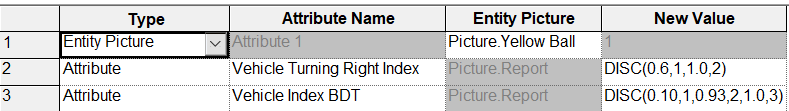 Type Attribute Name Entity Picture New Value
1 Entity Picture Attribute 1 Picture.Yellow Ball 1
2 Attribute Vehicle Turning Right Index Picture.Report DISC(0.6,1,1.0,2)
3 Attribute Vehicle Index BDT Picture.Report DISC(0.10,1,0.93,2,1.0,3)